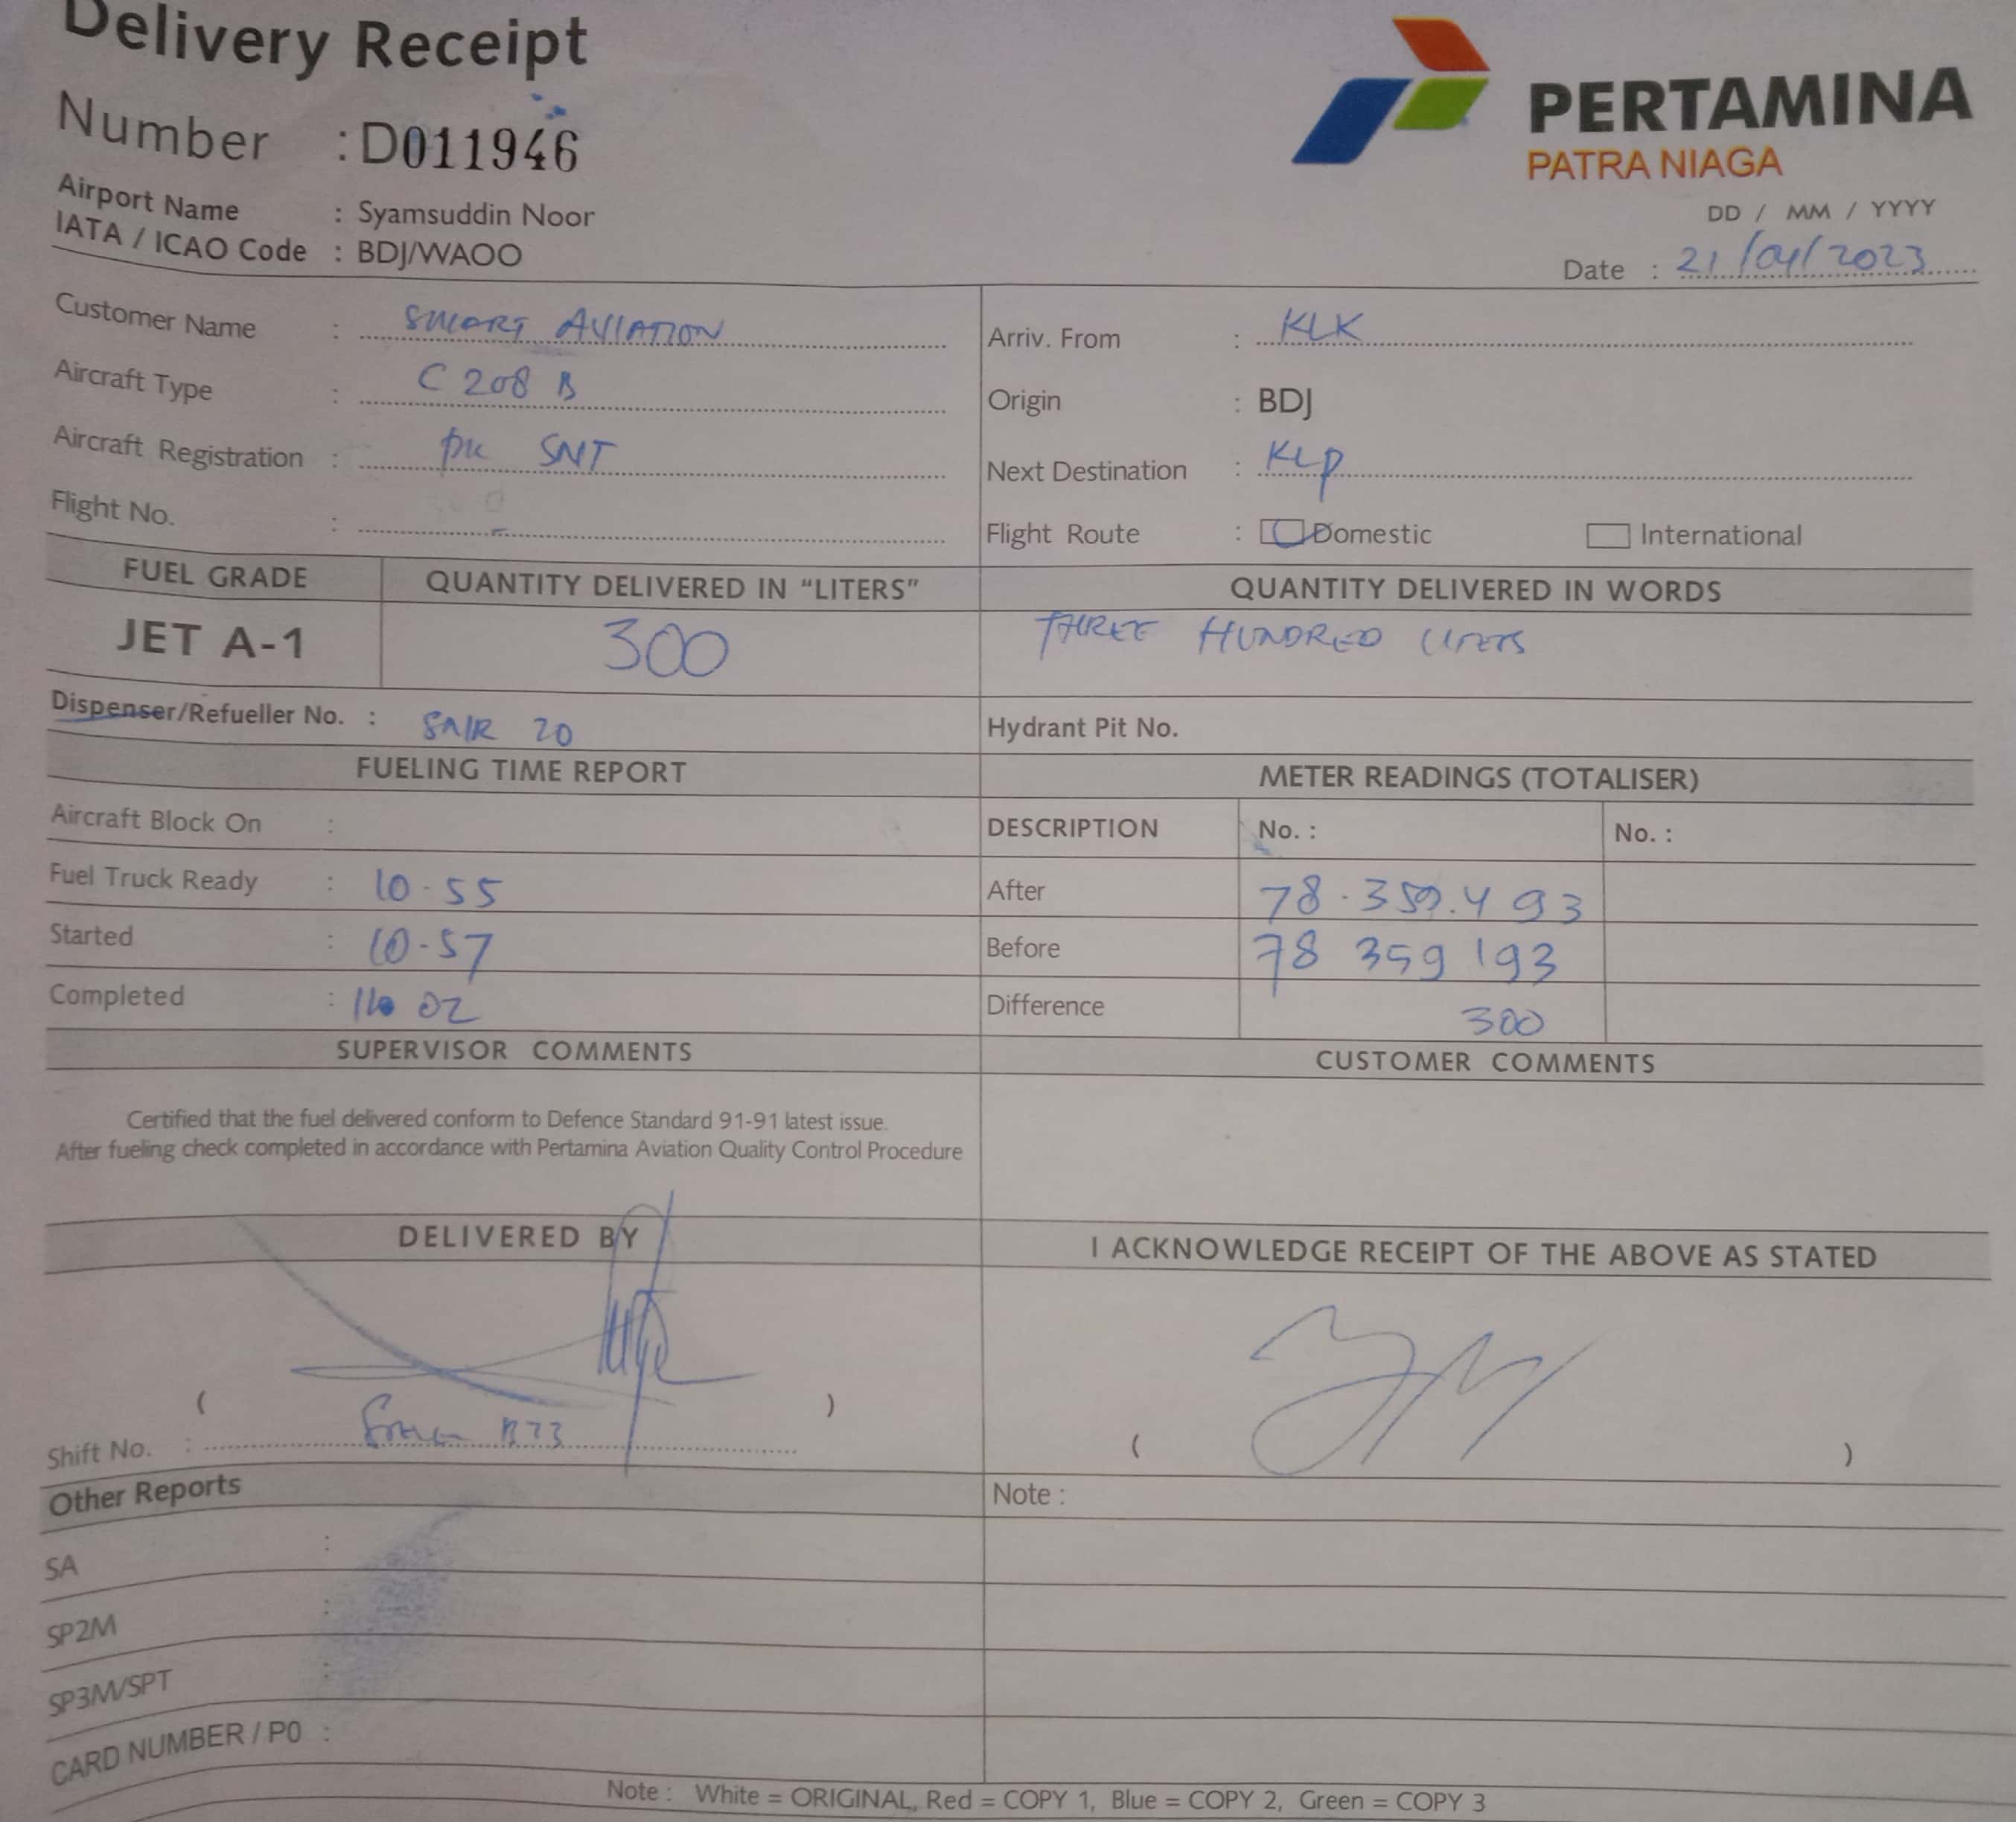 Delivery Receipt
PERTAMINA
PATRA NIAGA
Number : D011946
Airport Name : Syamsuddin Noor
IATA / ICAO Code : BDJ/WAOO
DD / MM / YYYY
Date : 21/04/2023
Customer Name : SMART AVIATION
Arriv. From : KLK
Aircraft Type : C 208 B
Origin : BDJ
Aircraft Registration : PK SNT
Next Destination : KLP
Flight No. : -
Flight Route : Domestic International
FUEL GRADE QUANTITY DELIVERED IN "LITERS" QUANTITY DELIVERED IN WORDS
JET A-1 300 THREE HUNDRED LITERS
Dispenser/Refueller No. : 20
Hydrant Pit No.
FUELING TIME REPORT METER READINGS (TOTALISER)
Aircraft Block On :
DESCRIPTION No. : No. :
Fuel Truck Ready : 10-55
After 78.359.493
Started : 10-57
Before 78 359 193
Completed : 02
Difference 300
SUPERVISOR COMMENTS CUSTOMER COMMENTS
Certified that the fuel delivered conform to Defence Standard 91-91 latest issue.
After fueling check completed in accordance with Pertamina Aviation Quality Control Procedure
DELIVERED BY I ACKNOWLEDGE RECEIPT OF THE ABOVE AS STATED
( ) ( )
Shift No. :
Other Reports
Note :
SA :
SP2M :
SP3M/SPT :
CARD NUMBER / P0 :
Note : White = ORIGINAL, Red = COPY 1, Blue = COPY 2, Green = COPY 3